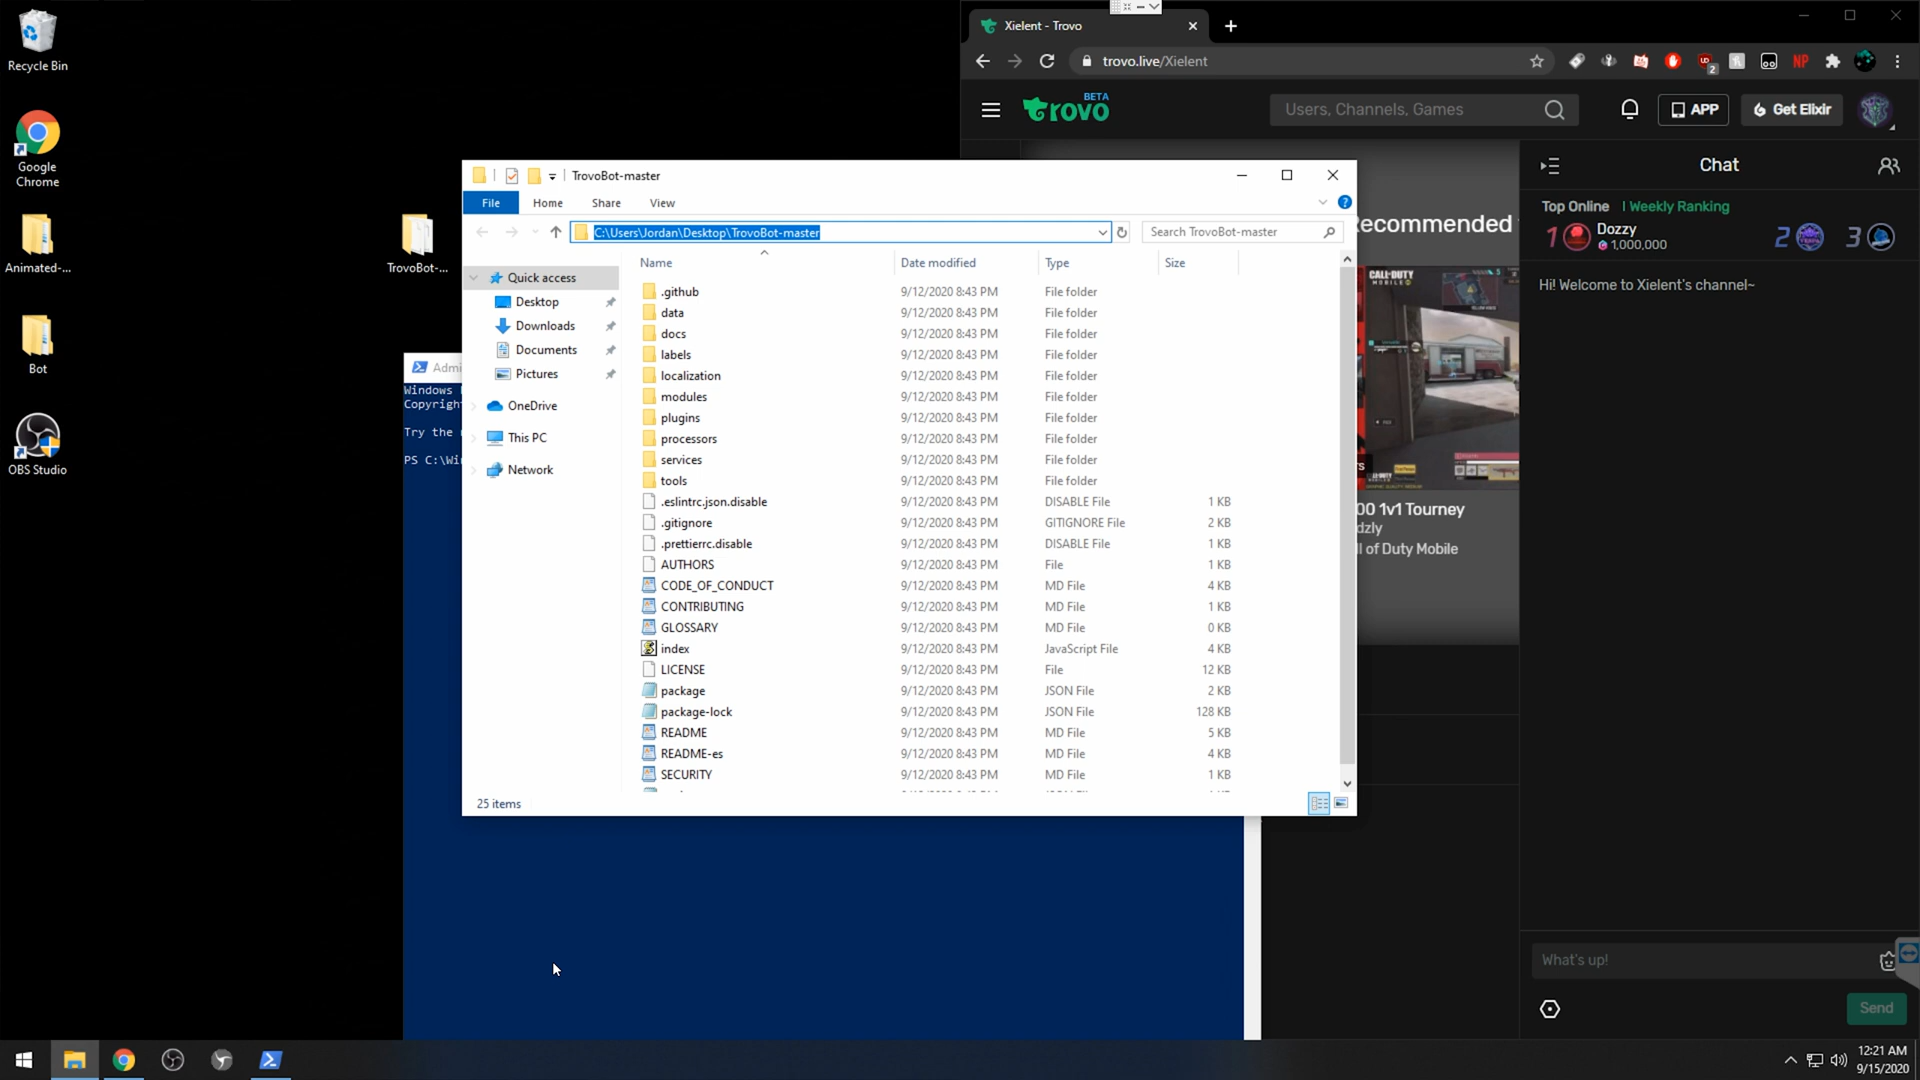 Recycle Bin
Google
Chrome
Animated-...
Bot
OBS Studio
TrovoBot-...
Admi
Windows
Copyrigh
Try the
PS C:\Wi
TrovoBot-master
File
Home
Share
View
C:\Users\Jordan\Desktop\TrovoBot-master
Search TrovoBot-master
Quick access
Desktop
Downloads
Documents
Pictures
OneDrive
This PC
Network
Name Date modified Type Size
.github 9/12/2020 8:43 PM File folder
data 9/12/2020 8:43 PM File folder
docs 9/12/2020 8:43 PM File folder
labels 9/12/2020 8:43 PM File folder
localization 9/12/2020 8:43 PM File folder
modules 9/12/2020 8:43 PM File folder
plugins 9/12/2020 8:43 PM File folder
processors 9/12/2020 8:43 PM File folder
services 9/12/2020 8:43 PM File folder
tools 9/12/2020 8:43 PM File folder
.eslintrc.json.disable 9/12/2020 8:43 PM DISABLE File 1 KB
.gitignore 9/12/2020 8:43 PM GITIGNORE File 2 KB
.prettierrc.disable 9/12/2020 8:43 PM DISABLE File 1 KB
AUTHORS 9/12/2020 8:43 PM File 1 KB
CODE_OF_CONDUCT 9/12/2020 8:43 PM MD File 4 KB
CONTRIBUTING 9/12/2020 8:43 PM MD File 1 KB
GLOSSARY 9/12/2020 8:43 PM MD File 0 KB
index 9/12/2020 8:43 PM JavaScript File 4 KB
LICENSE 9/12/2020 8:43 PM File 12 KB
package 9/12/2020 8:43 PM JSON File 2 KB
package-lock 9/12/2020 8:43 PM JSON File 128 KB
README 9/12/2020 8:43 PM MD File 5 KB
README-es 9/12/2020 8:43 PM MD File 4 KB
SECURITY 9/12/2020 8:43 PM MD File 1 KB
25 items
Xielent - Trovo
trovo.live/Xielent
2
NP
BETA
Trovo
Users, Channels, Games
APP
Get Elixir
Chat
Top Online | Weekly Ranking
1 Dozzy
1,000,000
2
3
ecommended
CALL·DUTY
MOBILE
Hi! Welcome to Xielent's channel~
00 1v1 Tourney
dzly
ll of Duty Mobile
What's up!
Send
12:21 AM
9/15/2020